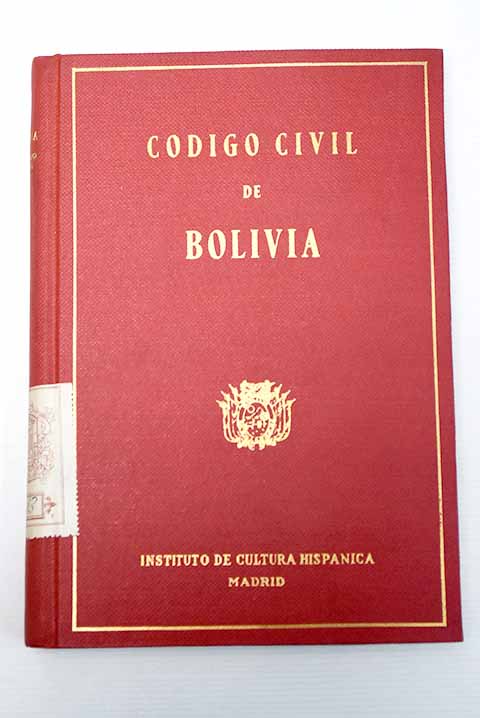 CODIGO CIVIL
DE
BOLIVIA
INSTITUTO DE CULTURA HISPANICA
MADRID